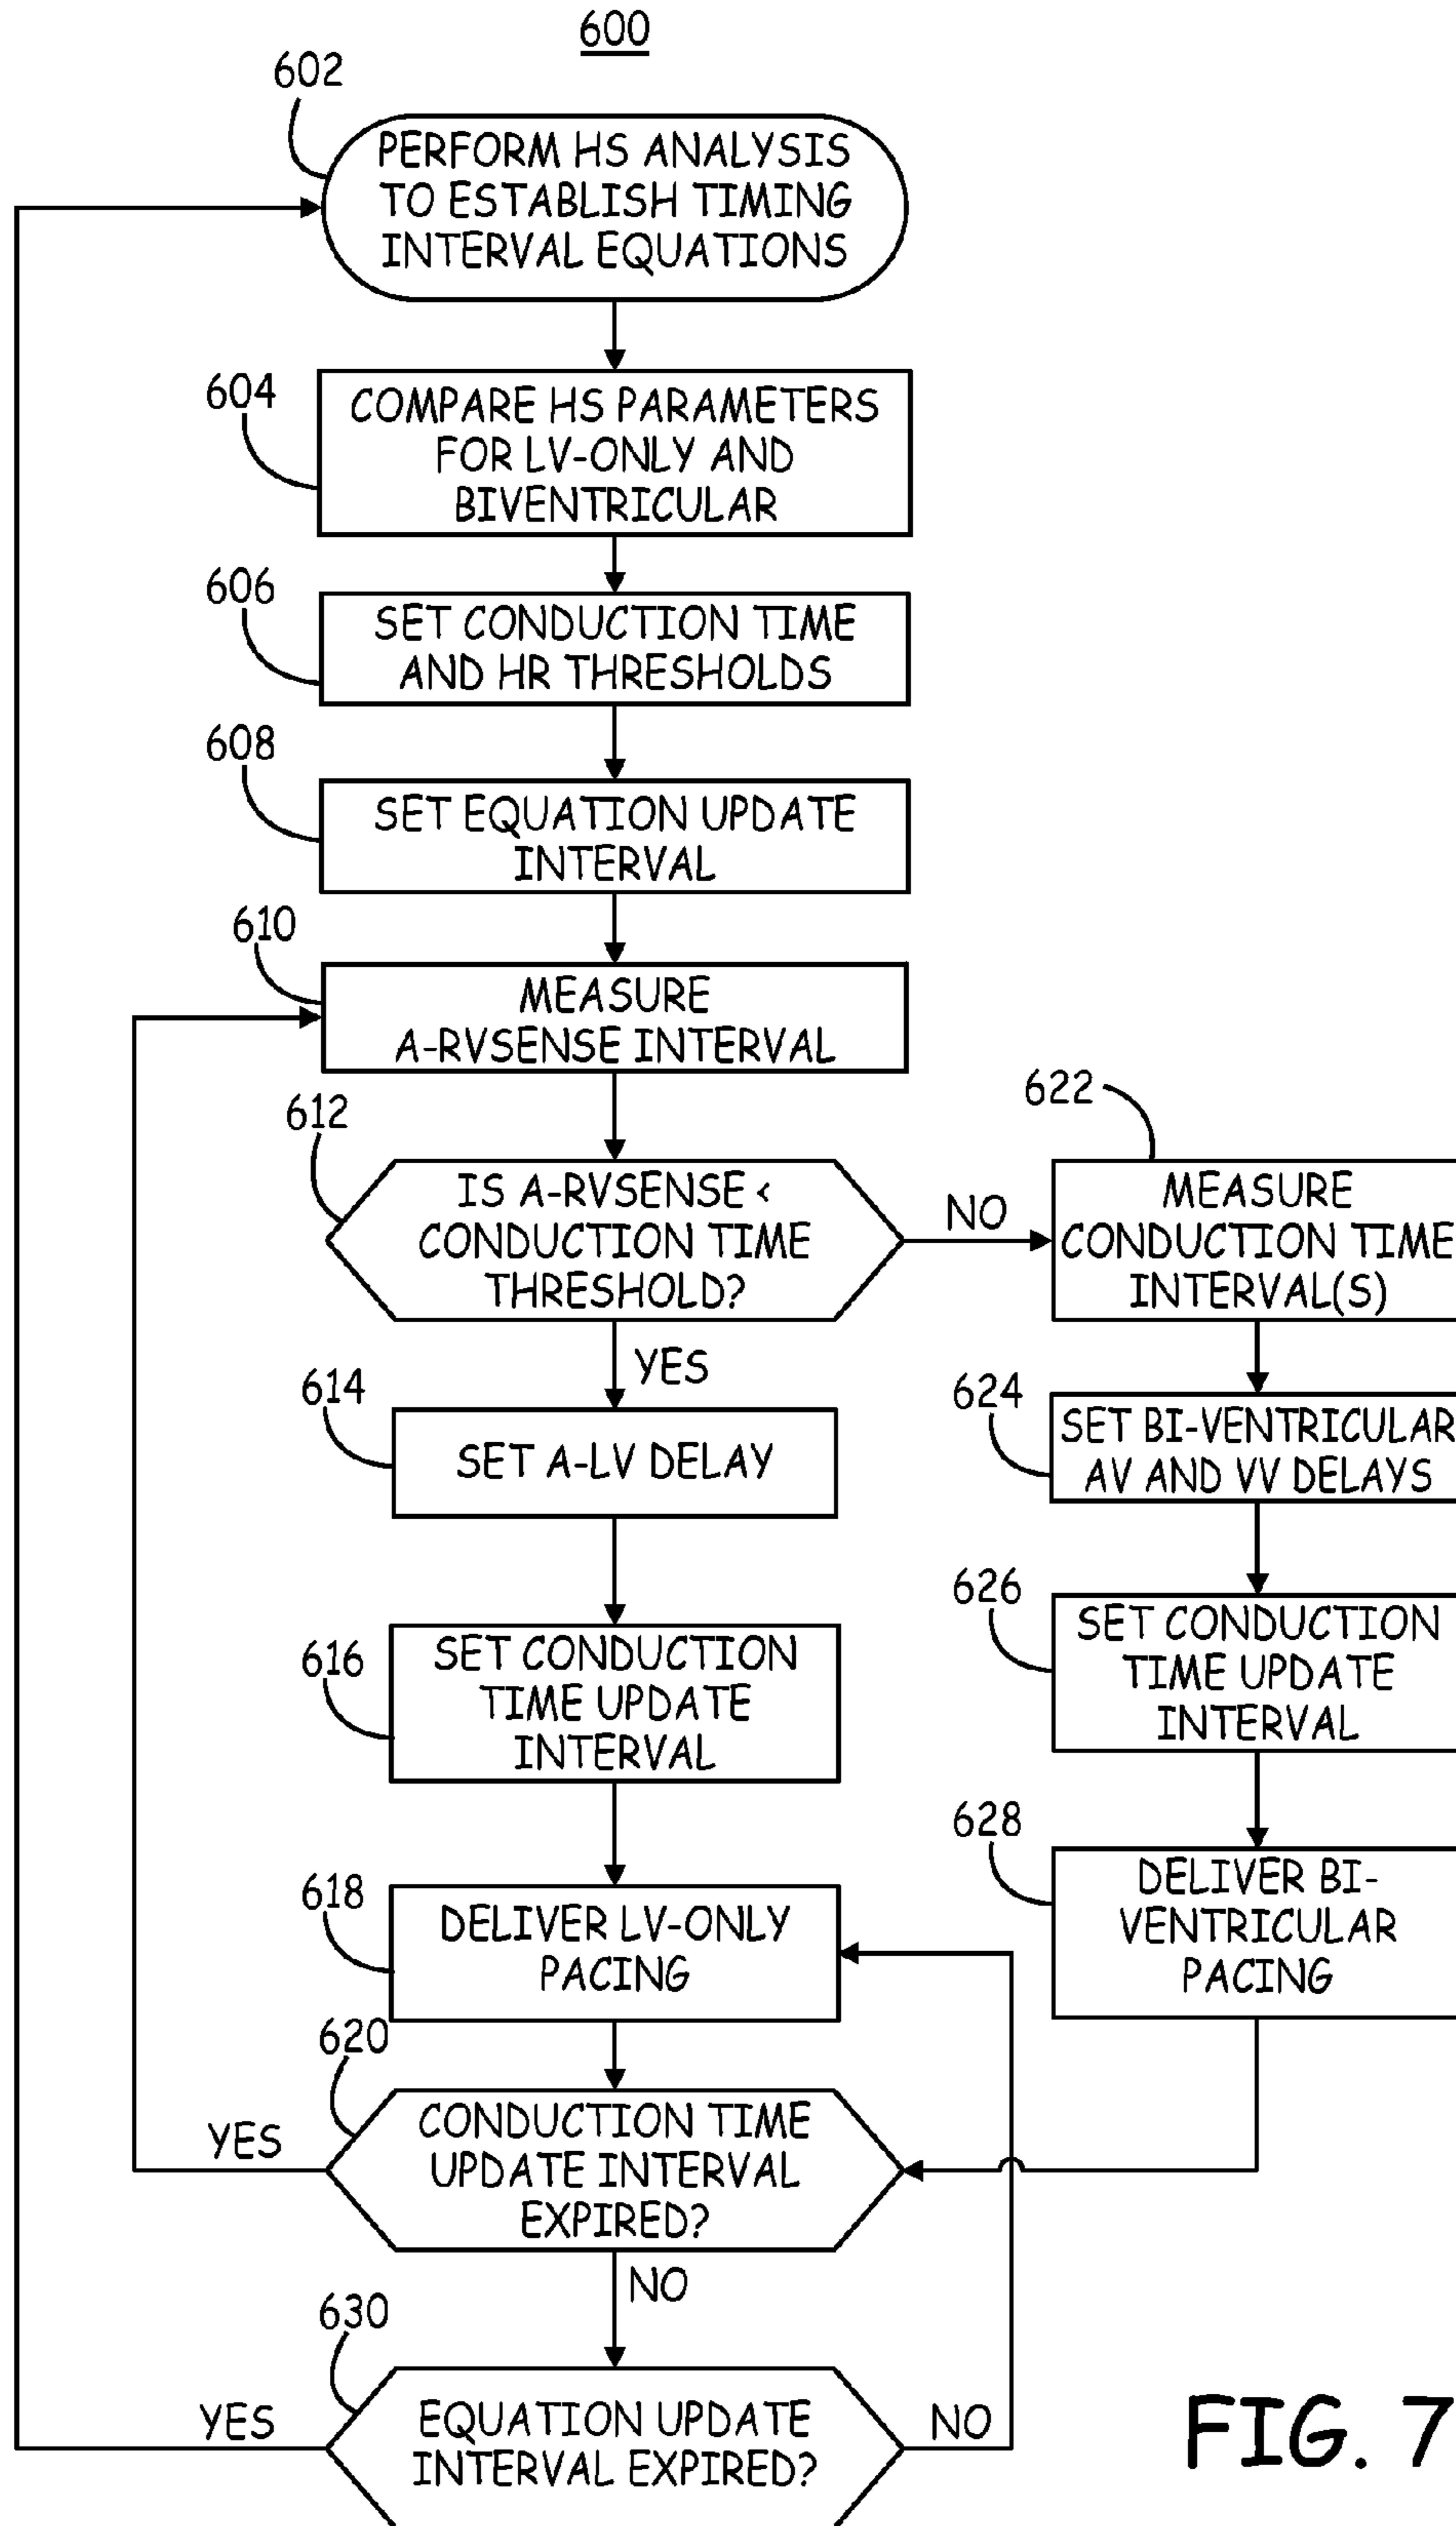 600
602
PERFORM HS ANALYSIS
TO ESTABLISH TIMING
INTERVAL EQUATIONS
604
COMPARE HS PARAMETERS
FOR LV-ONLY AND
BIVENTRICULAR
606
SET CONDUCTION TIME
AND HR THRESHOLDS
608
SET EQUATION UPDATE
INTERVAL
610
MEASURE
A-RVSENSE INTERVAL
612
IS A-RVSENSE <
CONDUCTION TIME
THRESHOLD?
NO
YES
622
MEASURE
CONDUCTION TIME
INTERVAL(S)
614
SET A-LV DELAY
624
SET BI-VENTRICULAR
AV AND VV DELAYS
616
SET CONDUCTION
TIME UPDATE
INTERVAL
626
SET CONDUCTION
TIME UPDATE
INTERVAL
618
DELIVER LV-ONLY
PACING
628
DELIVER BI-
VENTRICULAR
PACING
620
CONDUCTION TIME
UPDATE INTERVAL
EXPIRED?
YES
NO
630
EQUATION UPDATE
INTERVAL EXPIRED?
YES
NO
FIG. 7